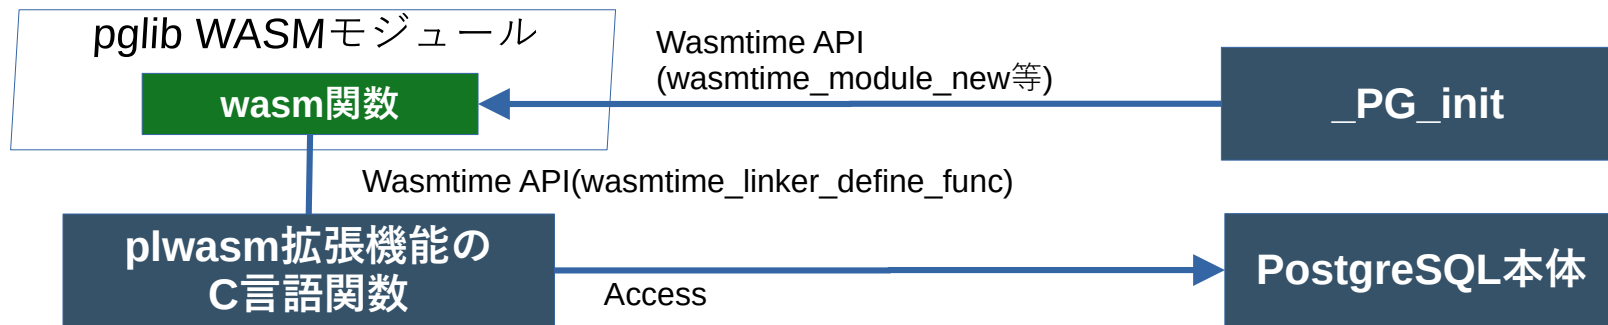 pglib WASMモジュール
wasm関数
Wasmtime API
(wasmtime_module_new等)
_PG_init
Wasmtime API(wasmtime_linker_define_func)
plwasm拡張機能の
C言語関数
Access
PostgreSQL本体